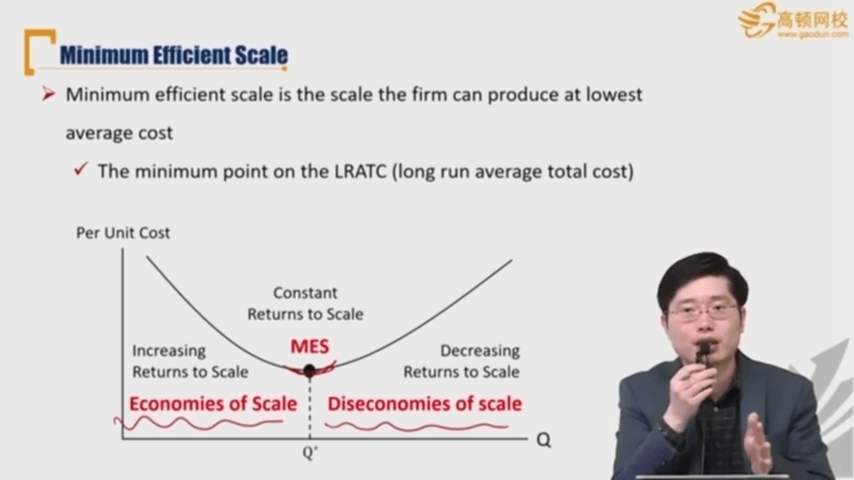 高顿网校
www.gaodun.com
Minimum Efficient Scale
Minimum efficient scale is the scale the firm can produce at lowest
average cost
The minimum point on the LRATC (long run average total cost)
Per Unit Cost
Constant
Returns to Scale
MES
Increasing
Returns to Scale
Decreasing
Returns to Scale
Economies of Scale
Diseconomies of scale
Q
Q*